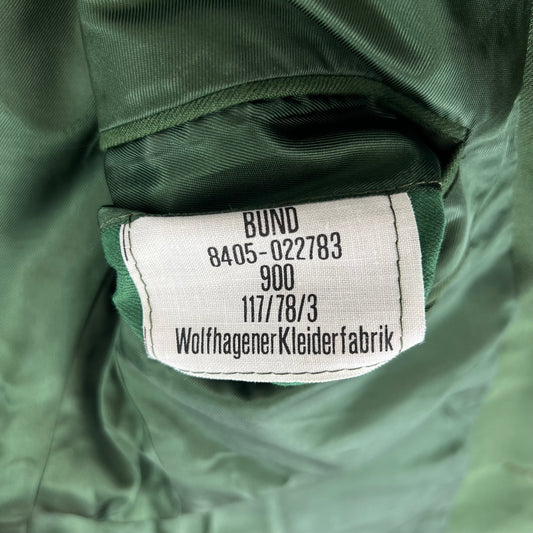 BUND
8405-022783
900
117/78/3
WolfhagenerKleiderfabrik